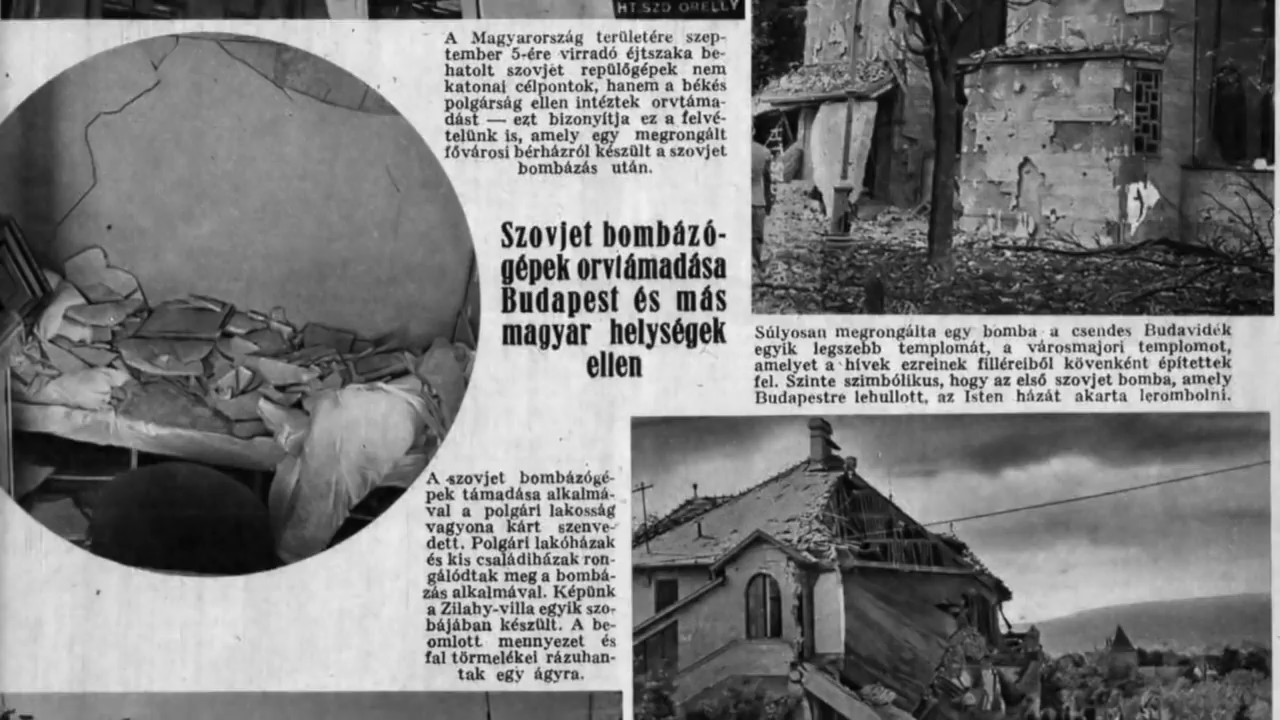 HT.SZO ORELLY
A Magyarország területére szep-
tember 5-ére virradó éjtszaka be-
hatolt szovjet repülőgépek nem
katonai célpontok, hanem a békés
polgárság ellen intéztek orvtáma-
dást — ezt bizonyítja ez a felvé-
telünk is, amely egy megrongált
fővárosi bérházról készült a szovjet
bombázás után.
Szovjet bombázó-
gépek orvtámadása
Budapest és más
magyar helységek
ellen
Súlyosan megrongálta egy bomba a csendes Budavidék
egyik legszebb templomát, a városmajori templomot,
amelyet a hívek ezreinek filléreiből kövenként építettek
fel. Szinte szimbólikus, hogy az első szovjet bomba, amely
Budapestre lehullott, az Isten házát akarta lerombolni.
A szovjet bombázógé-
pek támadása alkalmá-
val a polgári lakosság
vagyona kárt szenve-
dett. Polgári lakóházak
és kis családiházak ron-
gálódtak meg a bombá-
zás alkalmával. Képünk
a Zilahy-villa egyik szo-
bájában készült. A be-
omlott mennyezet és
fal törmelékei rázuhan-
tak egy ágyra.